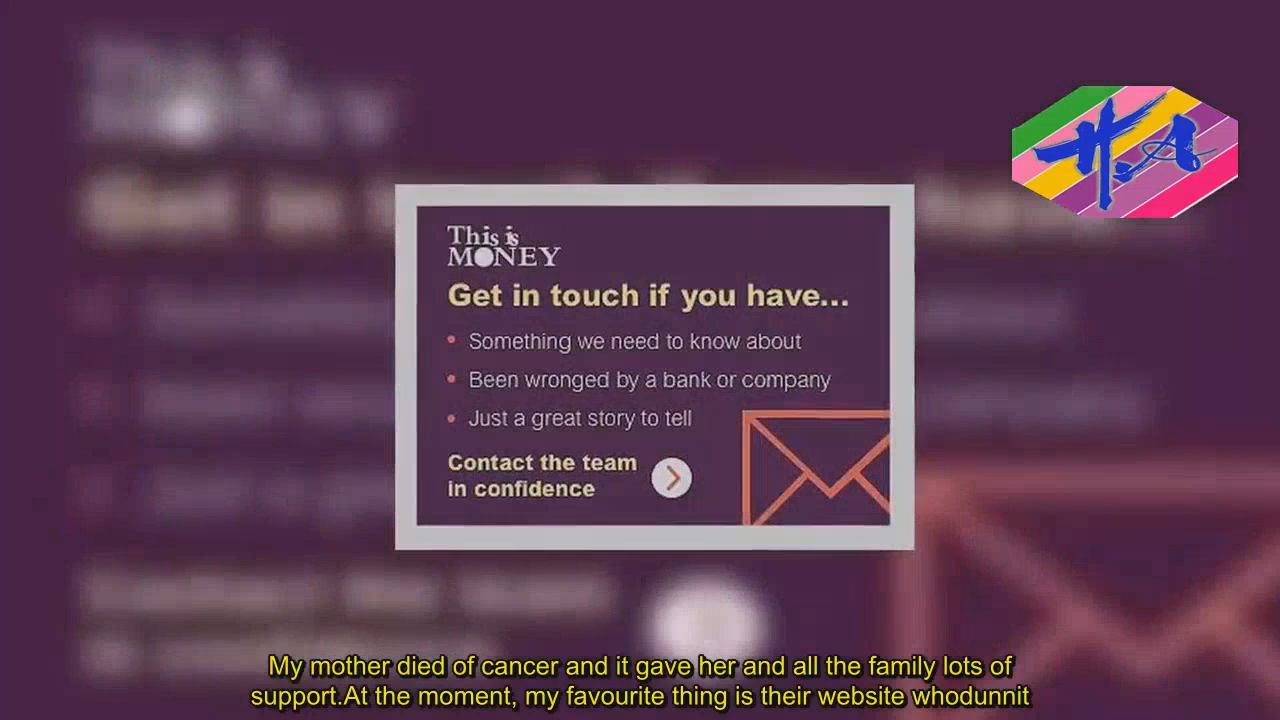 This is
MONEY
Get in touch if you have...
• Something we need to know about
• Been wronged by a bank or company
• Just a great story to tell
Contact the team
in confidence
H.A
My mother died of cancer and it gave her and all the family lots of
support.At the moment, my favourite thing is their website whodunnit